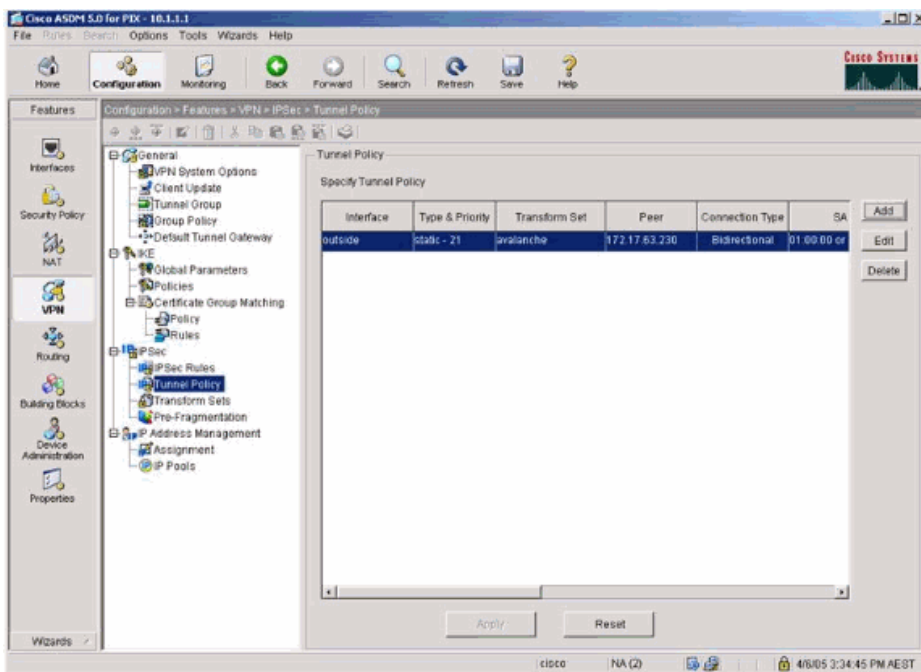 Cisco ASDM 5.0 for PIX - 10.1.1.1
File Rules Search Options Tools Wizards Help
Home Configuration Monitoring Back Forward Search Refresh Save Help
CISCO SYSTEMS
Features
Configuration > Features > VPN > IPSec > Tunnel Policy
Interfaces
Security Policy
NAT
VPN
Routing
Building Blocks
Device Administration
Properties
Wizards
General
VPN System Options
Client Update
Tunnel Group
Group Policy
Default Tunnel Gateway
IKE
Global Parameters
Policies
Certificate Group Matching
Policy
Rules
IPSec
IPSec Rules
Tunnel Policy
Transform Sets
Pre-Fragmentation
IP Address Management
Assignment
IP Pools
Tunnel Policy
Specify Tunnel Policy
Interface Type & Priority Transform Set Peer Connection Type SA
outside static - 21 avalanche 172.17.63.230 Bidirectional 01:00:00 or
Add
Edit
Delete
Apply Reset
cisco NA (2) 4/6/05 3:34:45 PM AEST